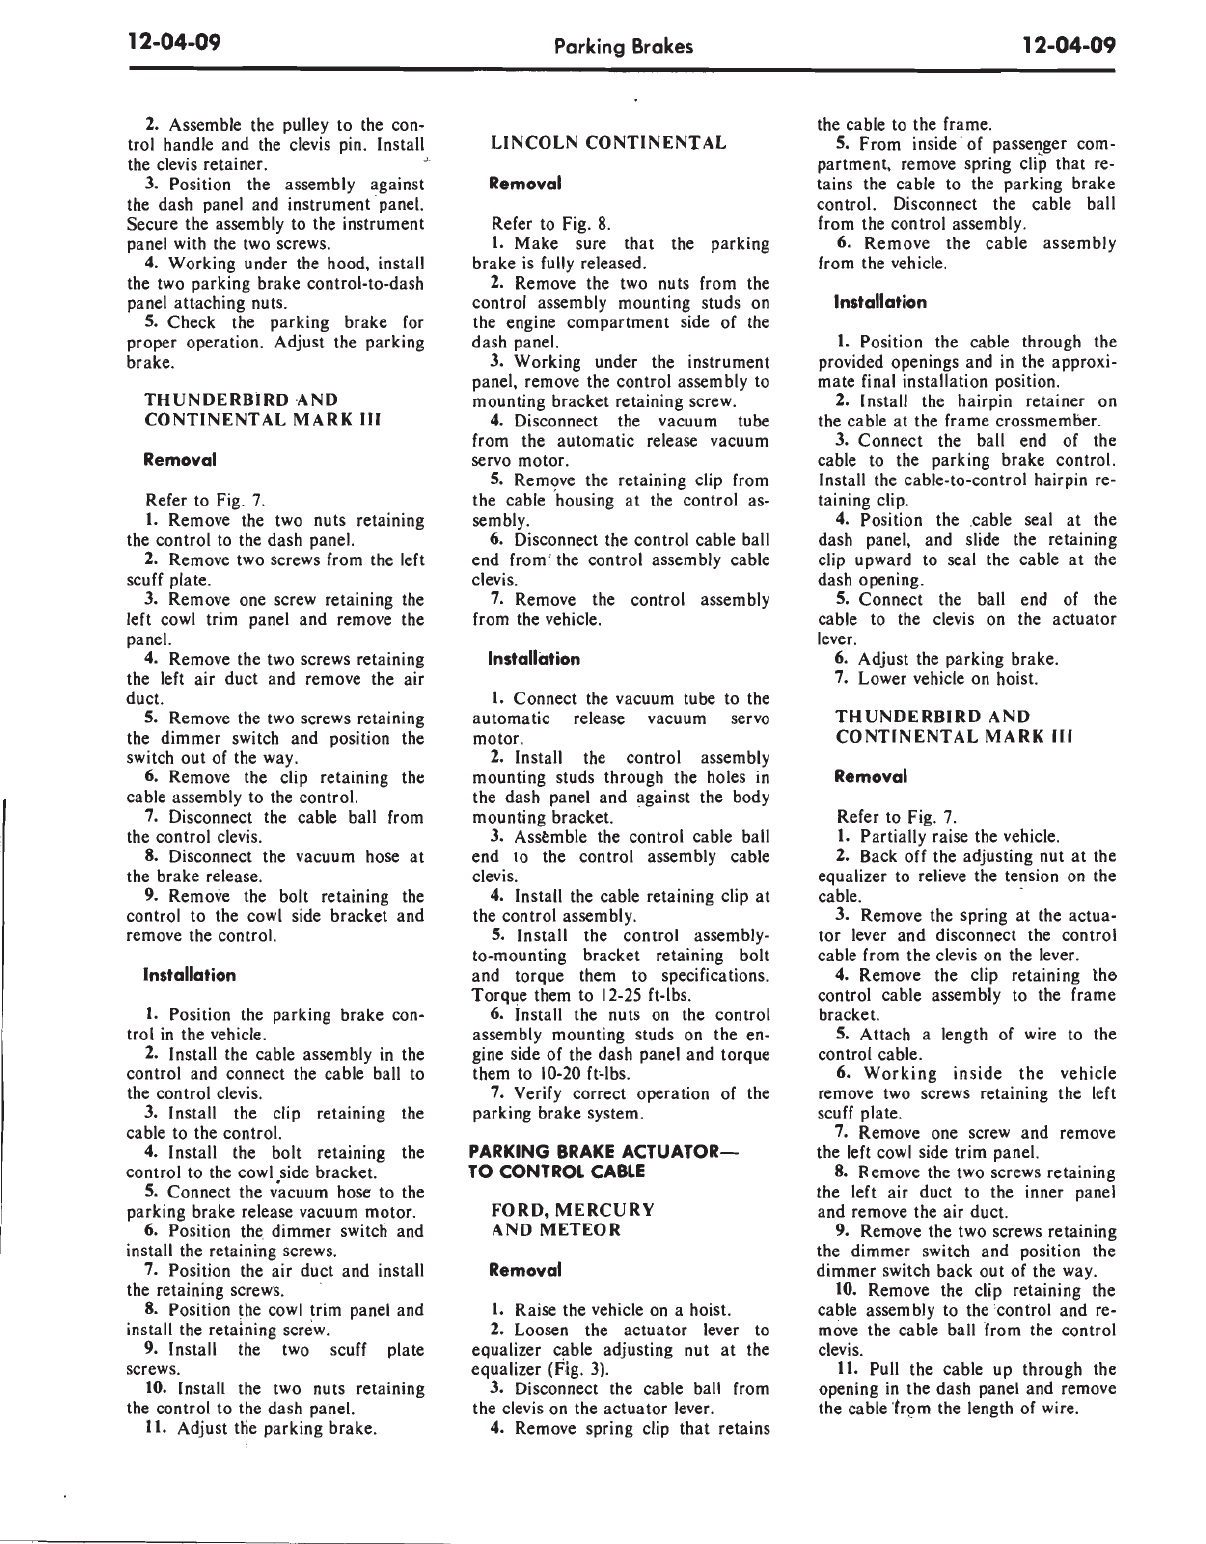 12-04-09
Parking Brakes
12-04-09
2. Assemble the pulley to the con-
trol handle and the clevis pin. Install
the clevis retainer.
3. Position the assembly against
the dash panel and instrument panel.
Secure the assembly to the instrument
panel with the two screws.
4. Working under the hood, install
the two parking brake control-to-dash
panel attaching nuts.
5. Check the parking brake for
proper operation. Adjust the parking
brake.
THUNDERBIRD AND
CONTINENTAL MARK III
Removal
Refer to Fig. 7.
1. Remove the two nuts retaining
the control to the dash panel.
2. Remove two screws from the left
scuff plate.
3. Remove one screw retaining the
left cowl trim panel and remove the
panel.
4. Remove the two screws retaining
the left air duct and remove the air
duct.
5. Remove the two screws retaining
the dimmer switch and position the
switch out of the way.
6. Remove the clip retaining the
cable assembly to the control.
7. Disconnect the cable ball from
the control clevis.
8. Disconnect the vacuum hose at
the brake release.
9. Remove the bolt retaining the
control to the cowl side bracket and
remove the control.
Installation
1. Position the parking brake con-
trol in the vehicle.
2. Install the cable assembly in the
control and connect the cable ball to
the control clevis.
3. Install the clip retaining the
cable to the control.
4. Install the bolt retaining the
control to the cowl side bracket.
5. Connect the vacuum hose to the
parking brake release vacuum motor.
6. Position the dimmer switch and
install the retaining screws.
7. Position the air duct and install
the retaining screws.
8. Position the cowl trim panel and
install the retaining screw.
9. Install the two scuff plate
screws.
10. Install the two nuts retaining
the control to the dash panel.
11. Adjust the parking brake.
LINCOLN CONTINENTAL
Removal
Refer to Fig. 8.
1. Make sure that the parking
brake is fully released.
2. Remove the two nuts from the
control assembly mounting studs on
the engine compartment side of the
dash panel.
3. Working under the instrument
panel, remove the control assembly to
mounting bracket retaining screw.
4. Disconnect the vacuum tube
from the automatic release vacuum
servo motor.
5. Remove the retaining clip from
the cable housing at the control as-
sembly.
6. Disconnect the control cable ball
end from the control assembly cable
clevis.
7. Remove the control assembly
from the vehicle.
Installation
1. Connect the vacuum tube to the
automatic release vacuum servo
motor.
2. Install the control assembly
mounting studs through the holes in
the dash panel and against the body
mounting bracket.
3. Assemble the control cable ball
end to the control assembly cable
clevis.
4. Install the cable retaining clip at
the control assembly.
5. Install the control assembly-
to-mounting bracket retaining bolt
and torque them to specifications.
Torque them to 12-25 ft-lbs.
6. Install the nuts on the control
assembly mounting studs on the en-
gine side of the dash panel and torque
them to 10-20 ft-lbs.
7. Verify correct operation of the
parking brake system.
PARKING BRAKE ACTUATOR—
TO CONTROL CABLE
FORD, MERCURY
AND METEOR
Removal
1. Raise the vehicle on a hoist.
2. Loosen the actuator lever to
equalizer cable adjusting nut at the
equalizer (Fig. 3).
3. Disconnect the cable ball from
the clevis on the actuator lever.
4. Remove spring clip that retains
the cable to the frame.
5. From inside of passenger com-
partment, remove spring clip that re-
tains the cable to the parking brake
control. Disconnect the cable ball
from the control assembly.
6. Remove the cable assembly
from the vehicle.
Installation
1. Position the cable through the
provided openings and in the approxi-
mate final installation position.
2. Install the hairpin retainer on
the cable at the frame crossmember.
3. Connect the ball end of the
cable to the parking brake control.
Install the cable-to-control hairpin re-
taining clip.
4. Position the cable seal at the
dash panel, and slide the retaining
clip upward to seal the cable at the
dash opening.
5. Connect the ball end of the
cable to the clevis on the actuator
lever.
6. Adjust the parking brake.
7. Lower vehicle on hoist.
THUNDERBIRD AND
CONTINENTAL MARK III
Removal
Refer to Fig. 7.
1. Partially raise the vehicle.
2. Back off the adjusting nut at the
equalizer to relieve the tension on the
cable.
3. Remove the spring at the actua-
tor lever and disconnect the control
cable from the clevis on the lever.
4. Remove the clip retaining the
control cable assembly to the frame
bracket.
5. Attach a length of wire to the
control cable.
6. Working inside the vehicle
remove two screws retaining the left
scuff plate.
7. Remove one screw and remove
the left cowl side trim panel.
8. Remove the two screws retaining
the left air duct to the inner panel
and remove the air duct.
9. Remove the two screws retaining
the dimmer switch and position the
dimmer switch back out of the way.
10. Remove the clip retaining the
cable assembly to the control and re-
move the cable ball from the control
clevis.
11. Pull the cable up through the
opening in the dash panel and remove
the cable from the length of wire.